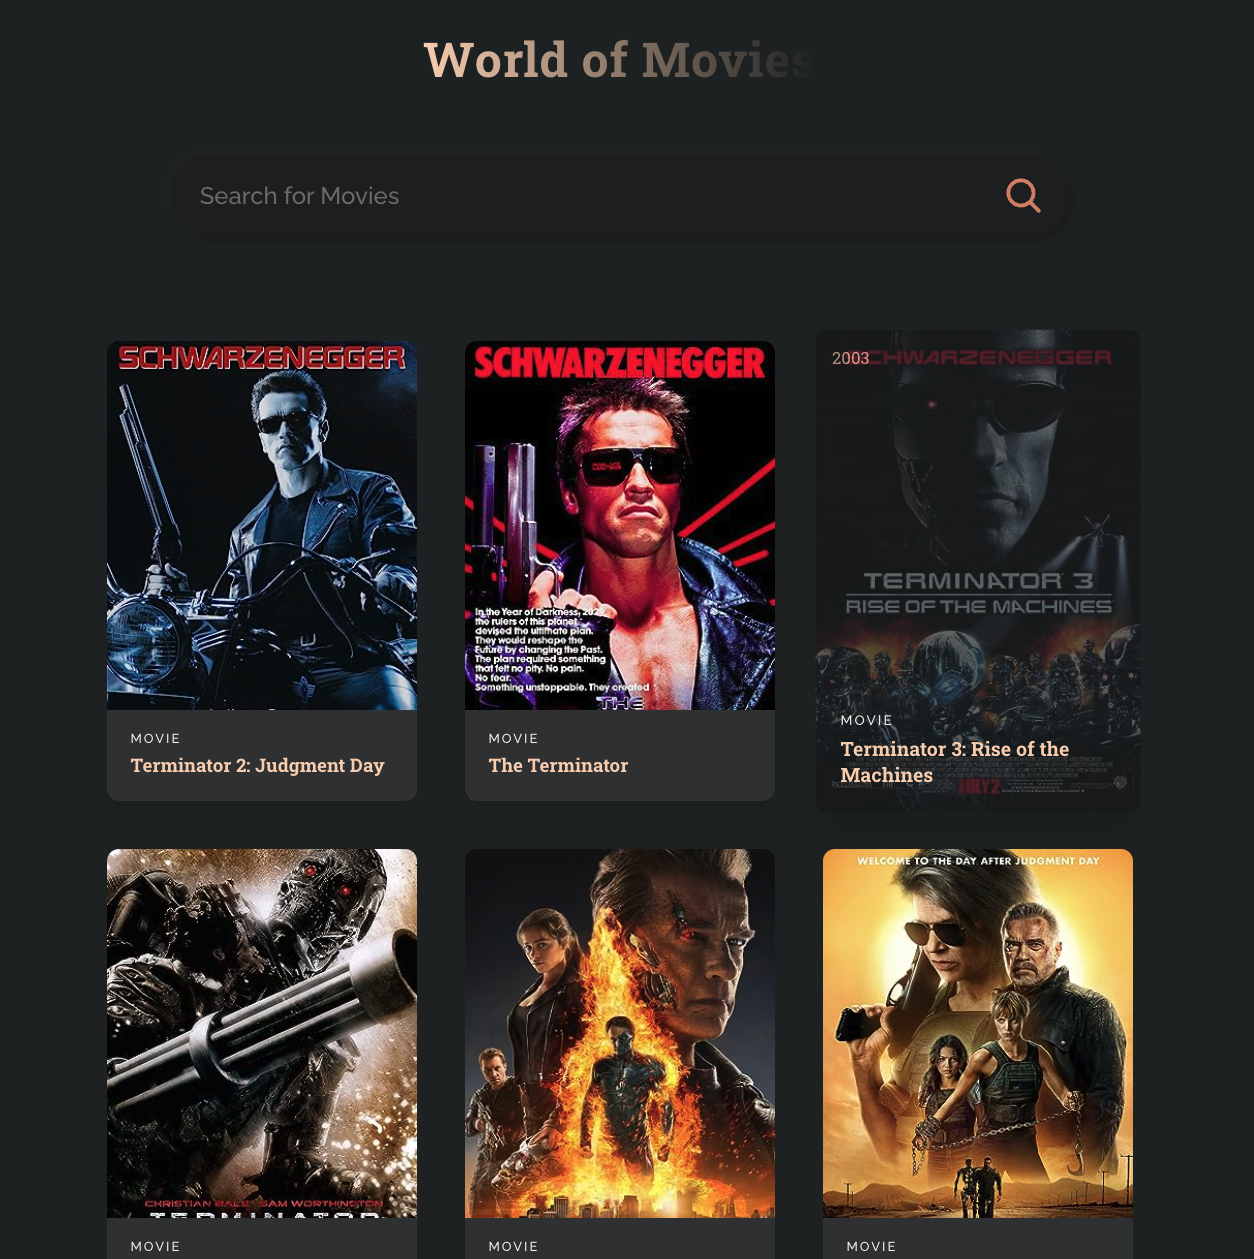 World of Movies
Search for Movies
SCHWARZENEGGER
MOVIE
Terminator 2: Judgment Day
SCHWARZENEGGER
In the Year of Darkness, 2029,
the rulers of this planet
devised the ultimate plan.
They would reshape the
Future by changing the Past.
The plan required something
that felt no pity. No pain.
No fear.
Something unstoppable. They created
THE
MOVIE
The Terminator
2003
SCHWARZENEGGER
TERMINATOR 3
RISE OF THE MACHINES
MOVIE
Terminator 3: Rise of the
Machines
JULY 2
CHRISTIAN BALE SAM WORTHINGTON
TERMINATOR
MOVIE
MOVIE
WELCOME TO THE DAY AFTER JUDGMENT DAY
MOVIE